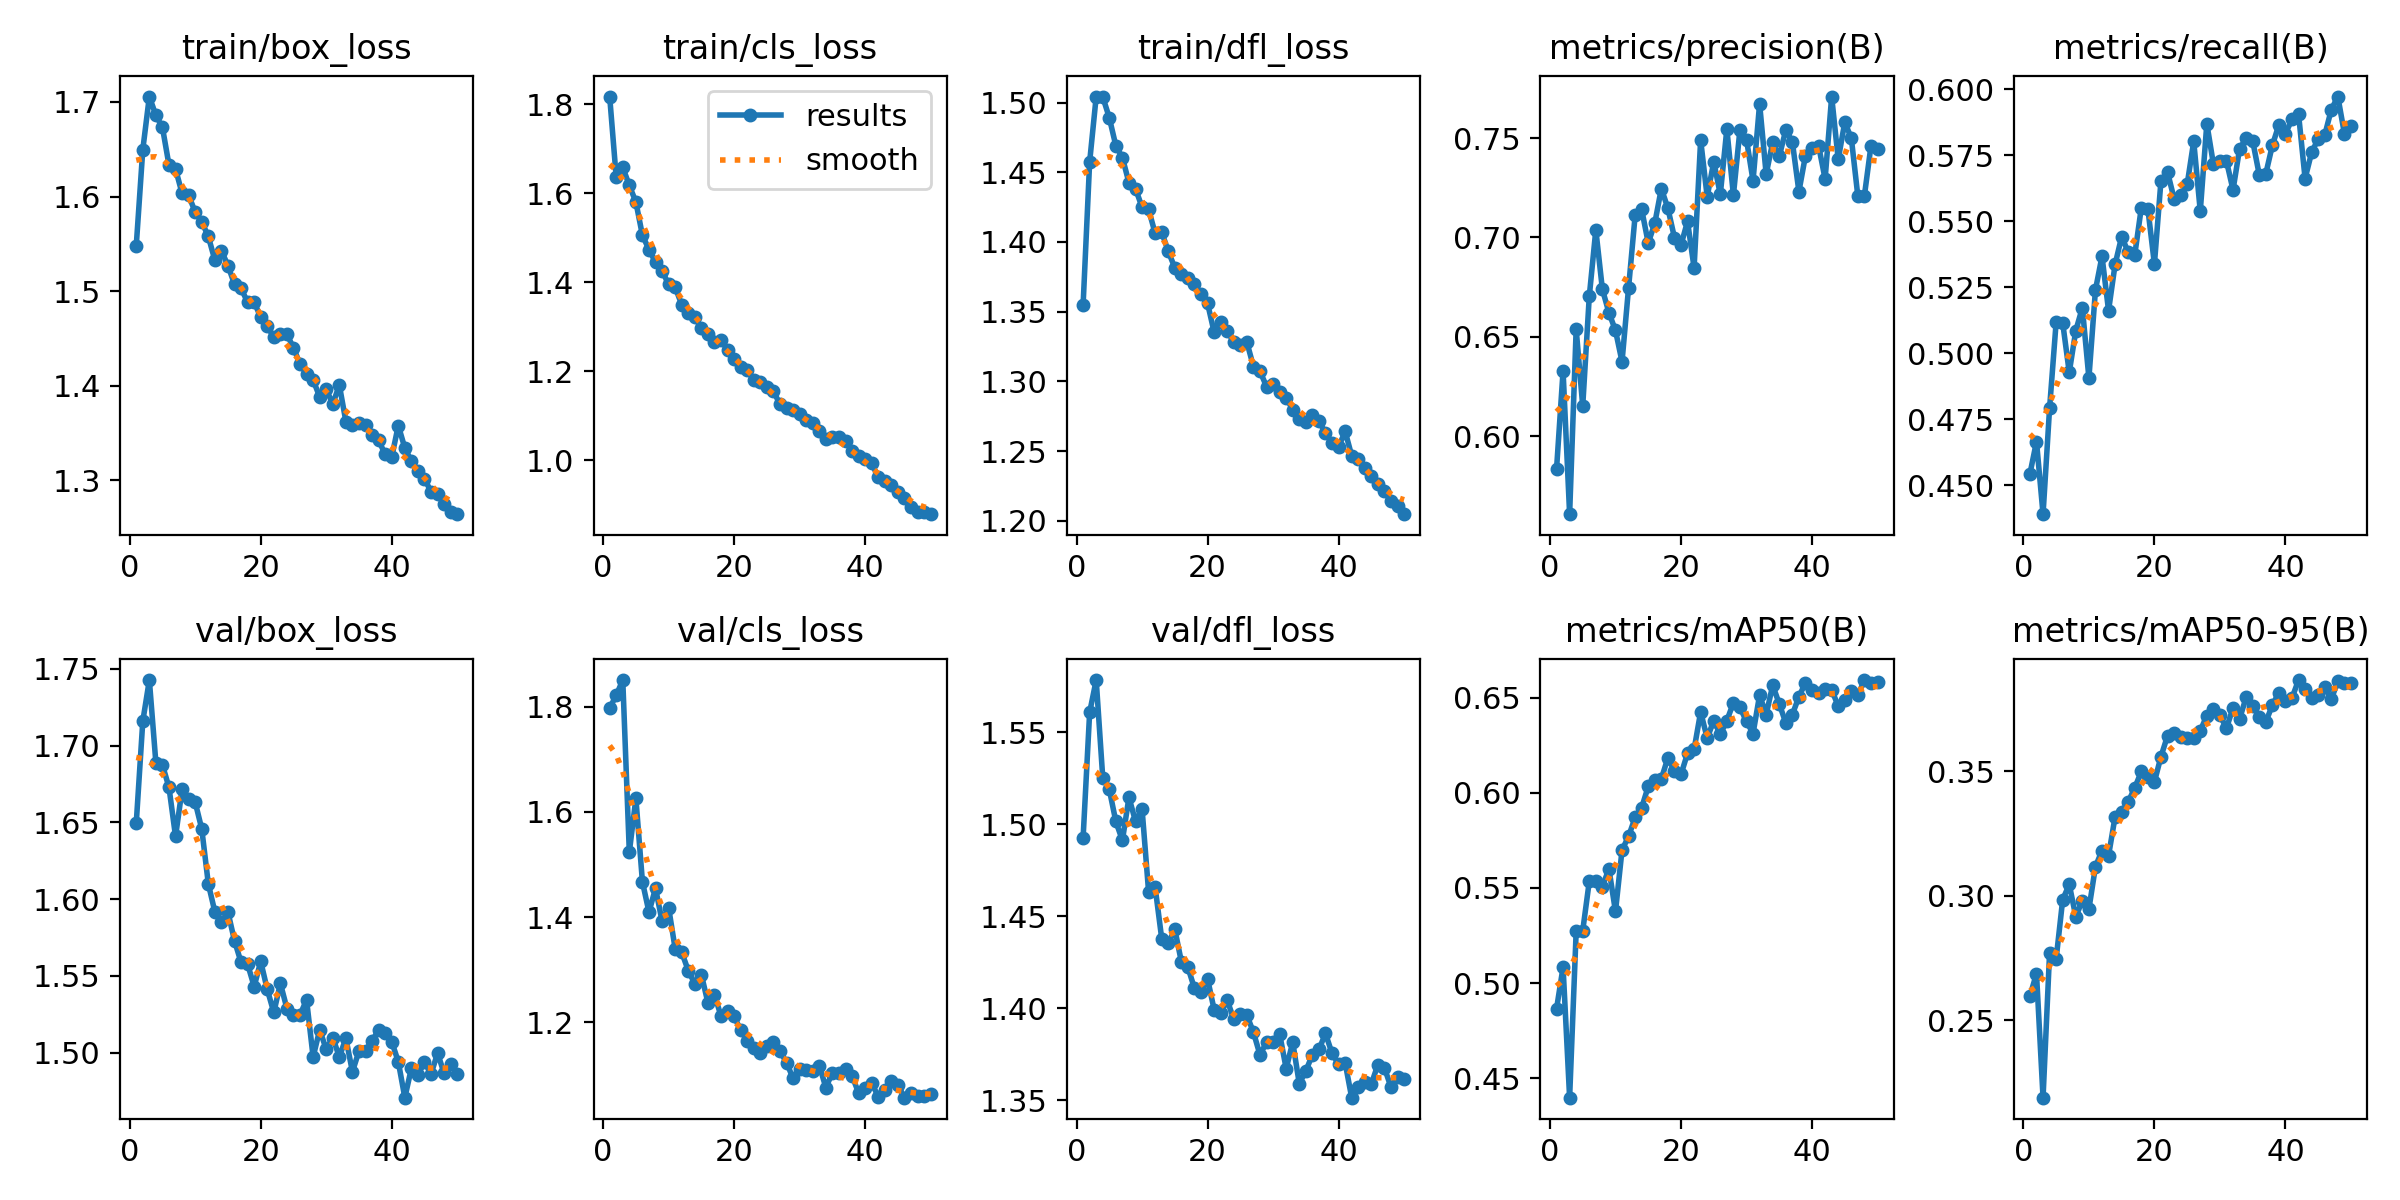 train/box_loss
train/cls_loss
train/dfl_loss
metrics/precision(B)
metrics/recall(B)
1.7
1.6
1.5
1.4
1.3
0 20 40
1.8
1.6
1.4
1.2
1.0
results
smooth
0 20 40
1.50
1.45
1.40
1.35
1.30
1.25
1.20
0 20 40
0.75
0.70
0.65
0.60
0 20 40
0.600
0.575
0.550
0.525
0.500
0.475
0.450
0 20 40
val/box_loss
val/cls_loss
val/dfl_loss
metrics/mAP50(B)
metrics/mAP50-95(B)
1.75
1.70
1.65
1.60
1.55
1.50
0 20 40
1.8
1.6
1.4
1.2
0 20 40
1.55
1.50
1.45
1.40
1.35
0 20 40
0.65
0.60
0.55
0.50
0.45
0 20 40
0.35
0.30
0.25
0 20 40